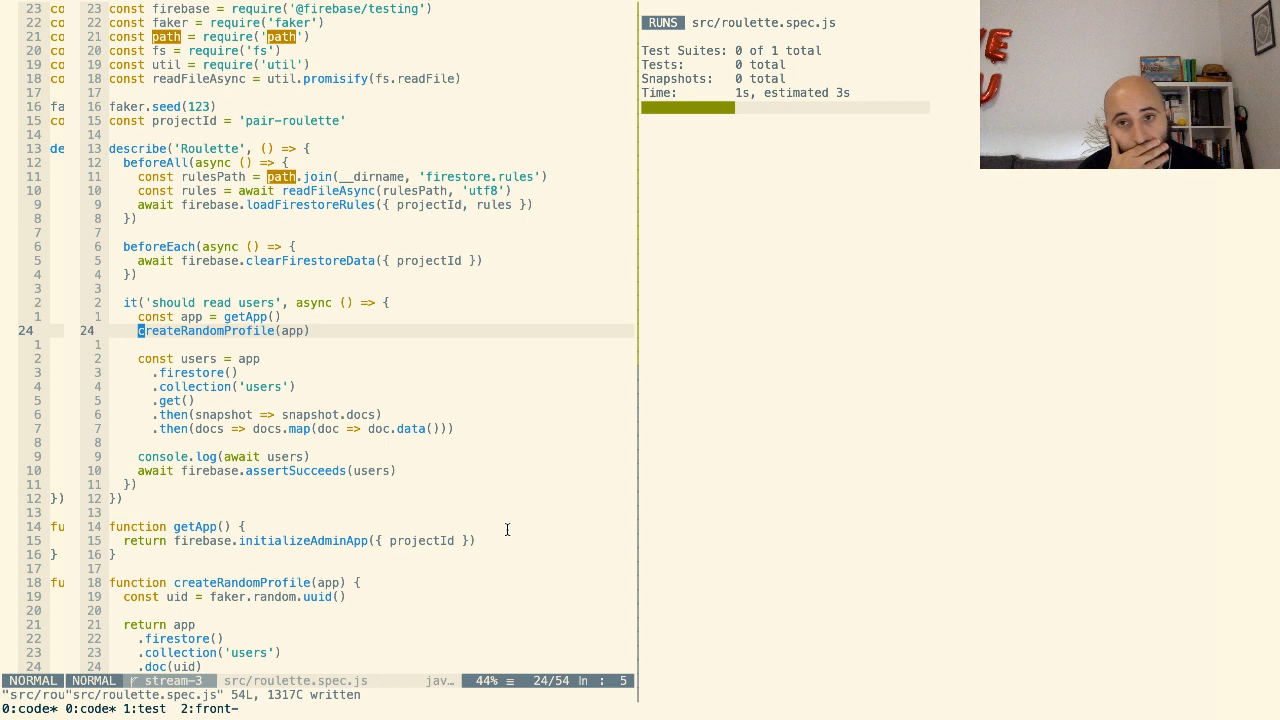 23 co 23 const firebase = require('@firebase/testing')
22 co 22 const faker = require('faker')
21 co 21 const path = require('path')
20 co 20 const fs = require('fs')
19 co 19 const util = require('util')
18 co 18 const readFileAsync = util.promisify(fs.readFile)
17 17
16 fa 16 faker.seed(123)
15 co 15 const projectId = 'pair-roulette'
14 14
13 de 13 describe('Roulette', () => {
12 12 beforeAll(async () => {
11 11 const rulesPath = path.join(__dirname, 'firestore.rules')
10 10 const rules = await readFileAsync(rulesPath, 'utf8')
9 9 await firebase.loadFirestoreRules({ projectId, rules })
8 8 })
7 7
6 6 beforeEach(async () => {
5 5 await firebase.clearFirestoreData({ projectId })
4 4 })
3 3
2 2 it('should read users', async () => {
1 1 const app = getApp()
24 24 createRandomProfile(app)
1 1
2 2 const users = app
3 3 .firestore()
4 4 .collection('users')
5 5 .get()
6 6 .then(snapshot => snapshot.docs)
7 7 .then(docs => docs.map(doc => doc.data()))
8 8
9 9 console.log(await users)
10 10 await firebase.assertSucceeds(users)
11 11 })
12 }) 12 })
13 13
14 fu 14 function getApp() {
15 15 return firebase.initializeAdminApp({ projectId })
16 } 16 }
17 17
18 fu 18 function createRandomProfile(app) {
19 19 const uid = faker.random.uuid()
20 20
21 21 return app
22 22 .firestore()
23 23 .collection('users')
24 24 .doc(uid)
NORMAL NORMAL stream-3 src/roulette.spec.js jav… 44% ≡ 24/54 ln : 5
"src/rou"src/roulette.spec.js" 54L, 1317C written
0:code* 0:code* 1:test 2:front-
RUNS src/roulette.spec.js
Test Suites: 0 of 1 total
Tests: 0 total
Snapshots: 0 total
Time: 1s, estimated 3s